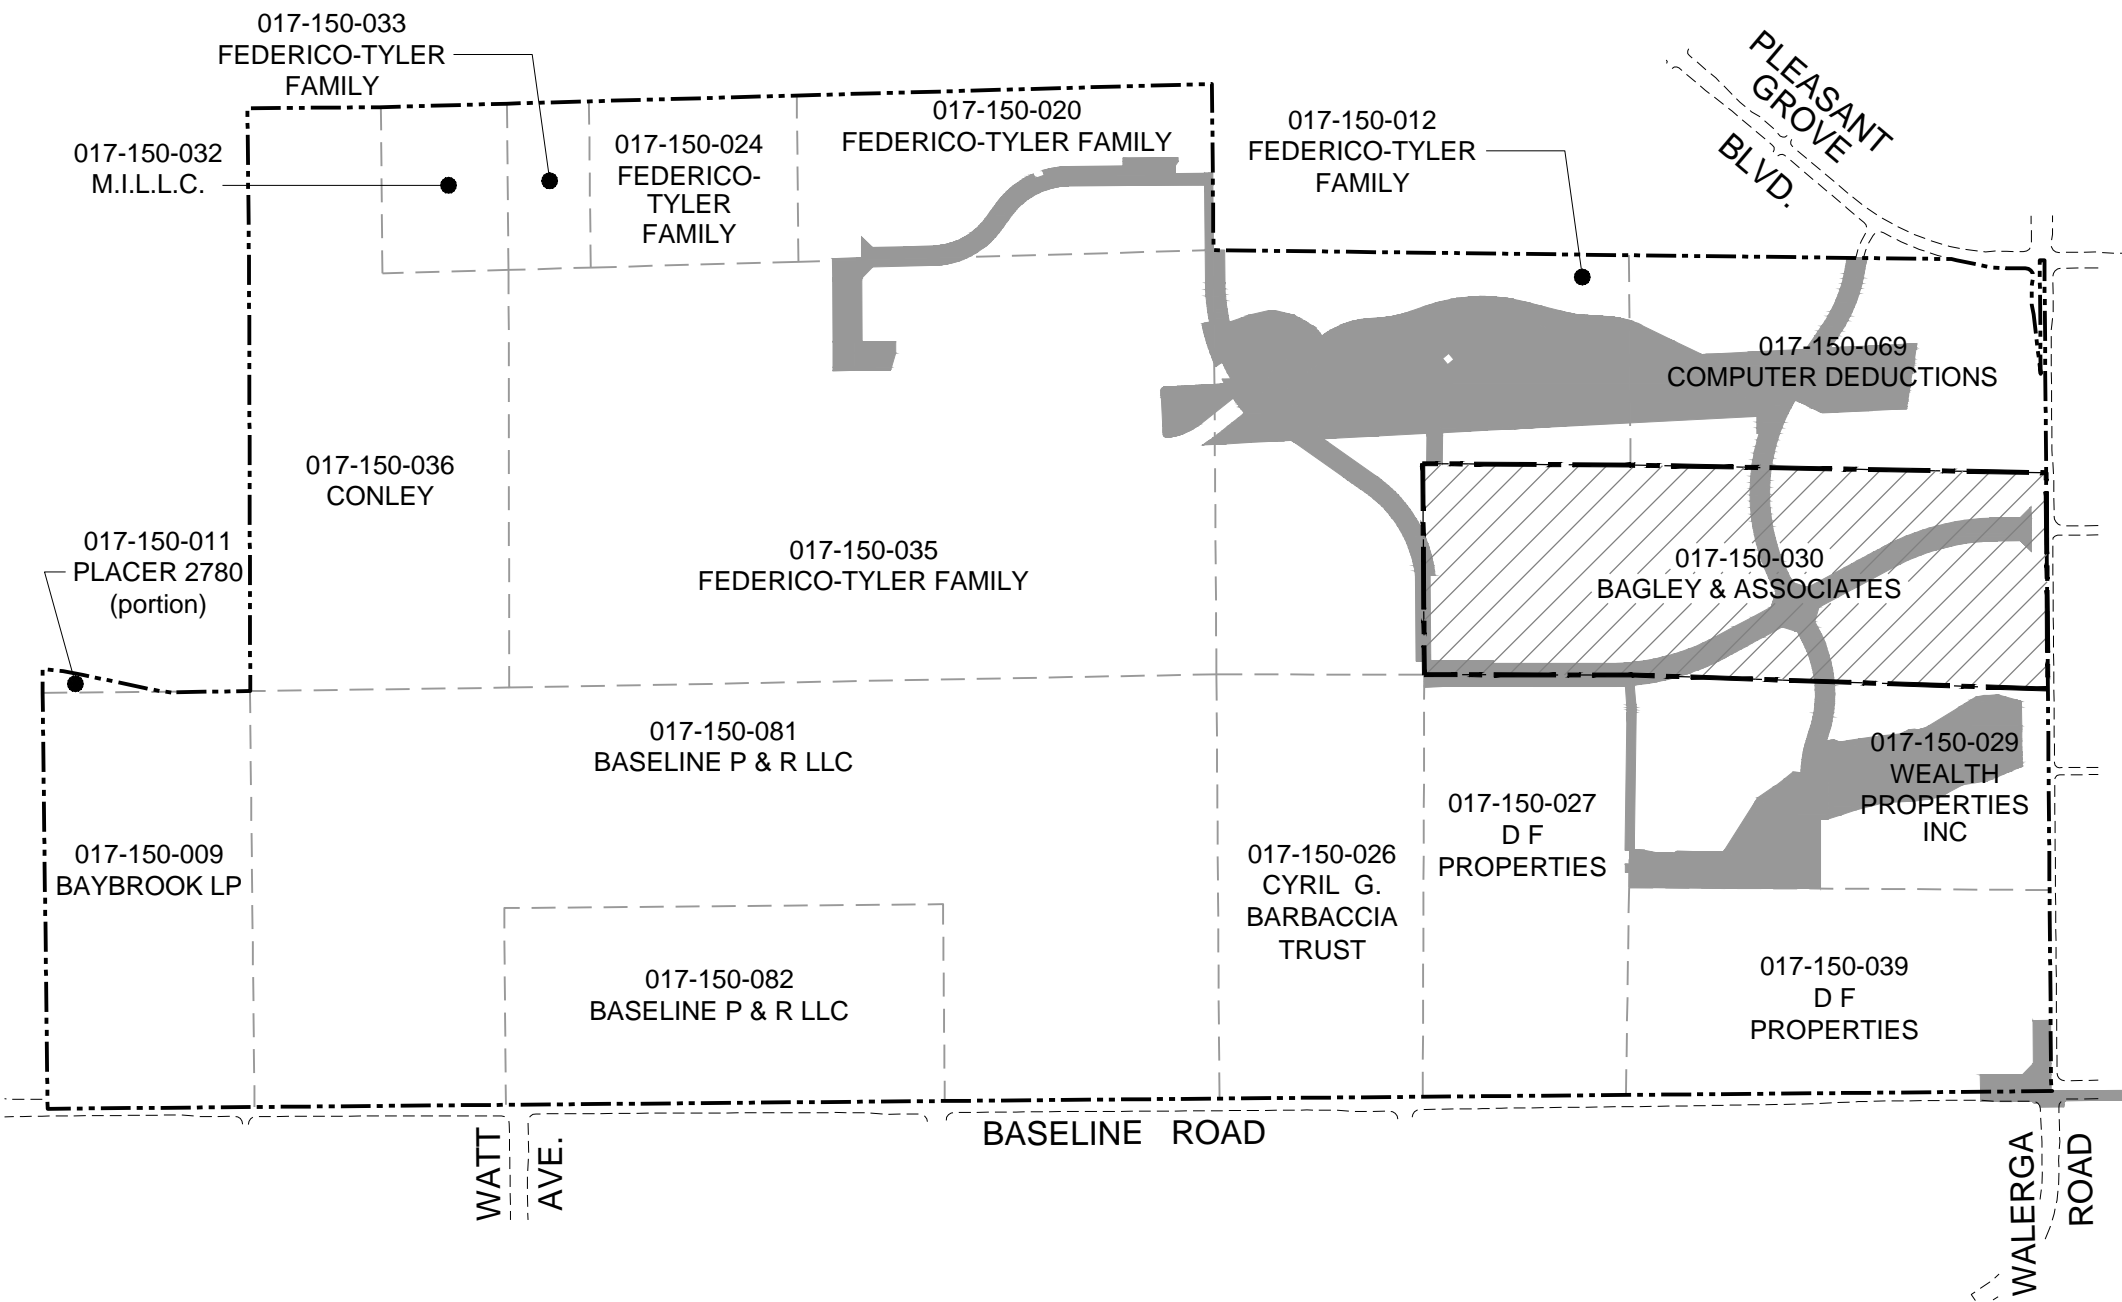 017-150-033
FEDERICO-TYLER
FAMILY
017-150-032
M.I.L.L.C.
017-150-024
FEDERICO-
TYLER
FAMILY
017-150-020
FEDERICO-TYLER FAMILY
017-150-012
FEDERICO-TYLER
FAMILY
PLEASANT
GROVE
BLVD.
017-150-069
COMPUTER DEDUCTIONS
017-150-036
CONLEY
017-150-011
PLACER 2780
(portion)
017-150-035
FEDERICO-TYLER FAMILY
017-150-030
BAGLEY & ASSOCIATES
017-150-081
BASELINE P & R LLC
017-150-029
WEALTH
PROPERTIES
INC
017-150-027
D F
PROPERTIES
017-150-009
BAYBROOK LP
017-150-026
CYRIL G.
BARBACCIA
TRUST
017-150-082
BASELINE P & R LLC
017-150-039
D F
PROPERTIES
BASELINE ROAD
WATT
AVE.
WALERGA
ROAD